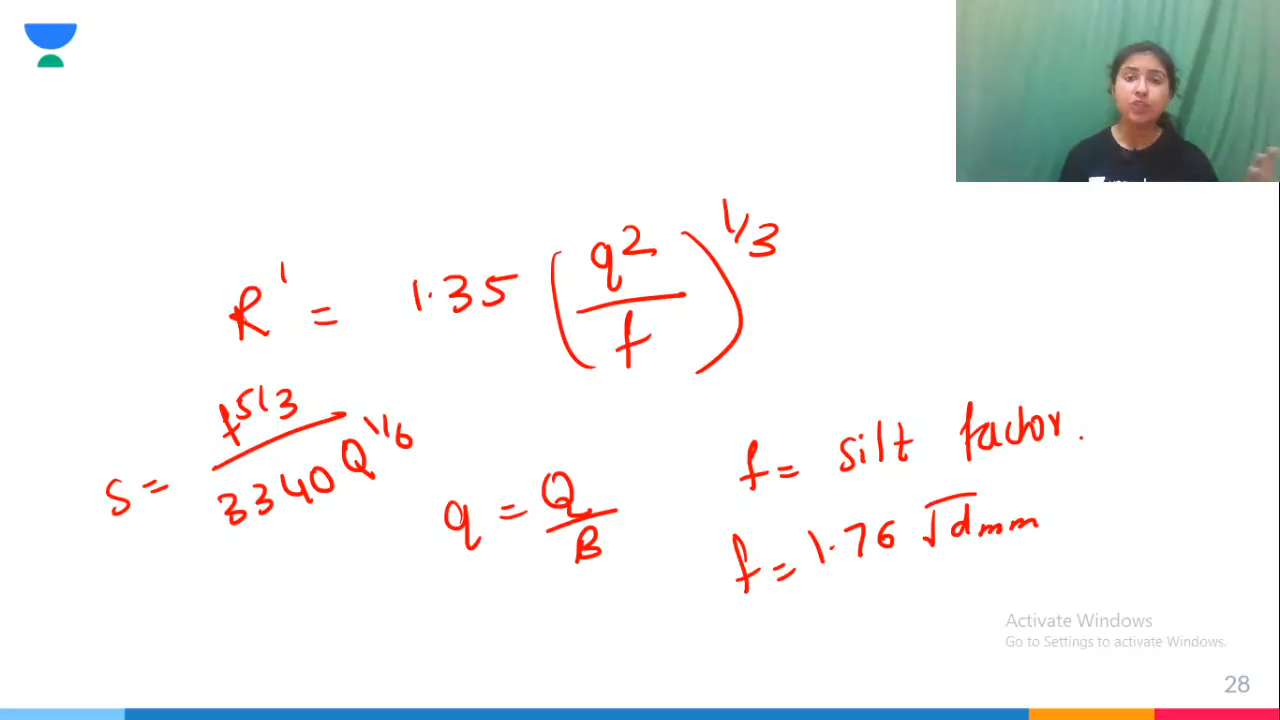 R' = 1.35 (q²/f)^1/3
S = f^5/3 / 3340 Q^1/6
q = Q/B
f = silt factor.
f = 1.76 √dmm
Activate Windows
Go to Settings to activate Windows.
28